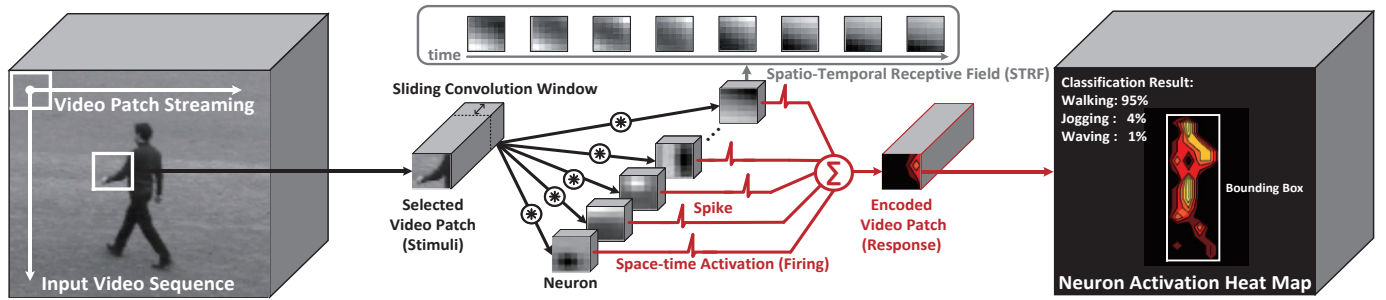 time
Spatio-Temporal Receptive Field (STRF)
Video Patch Streaming
Input Video Sequence
Sliding Convolution Window
Selected
Video Patch
(Stimuli)
Neuron
Spike
Space-time Activation (Firing)
Σ
Encoded
Video Patch
(Response)
Classification Result:
Walking: 95%
Jogging : 4%
Waving : 1%
Bounding Box
Neuron Activation Heat Map